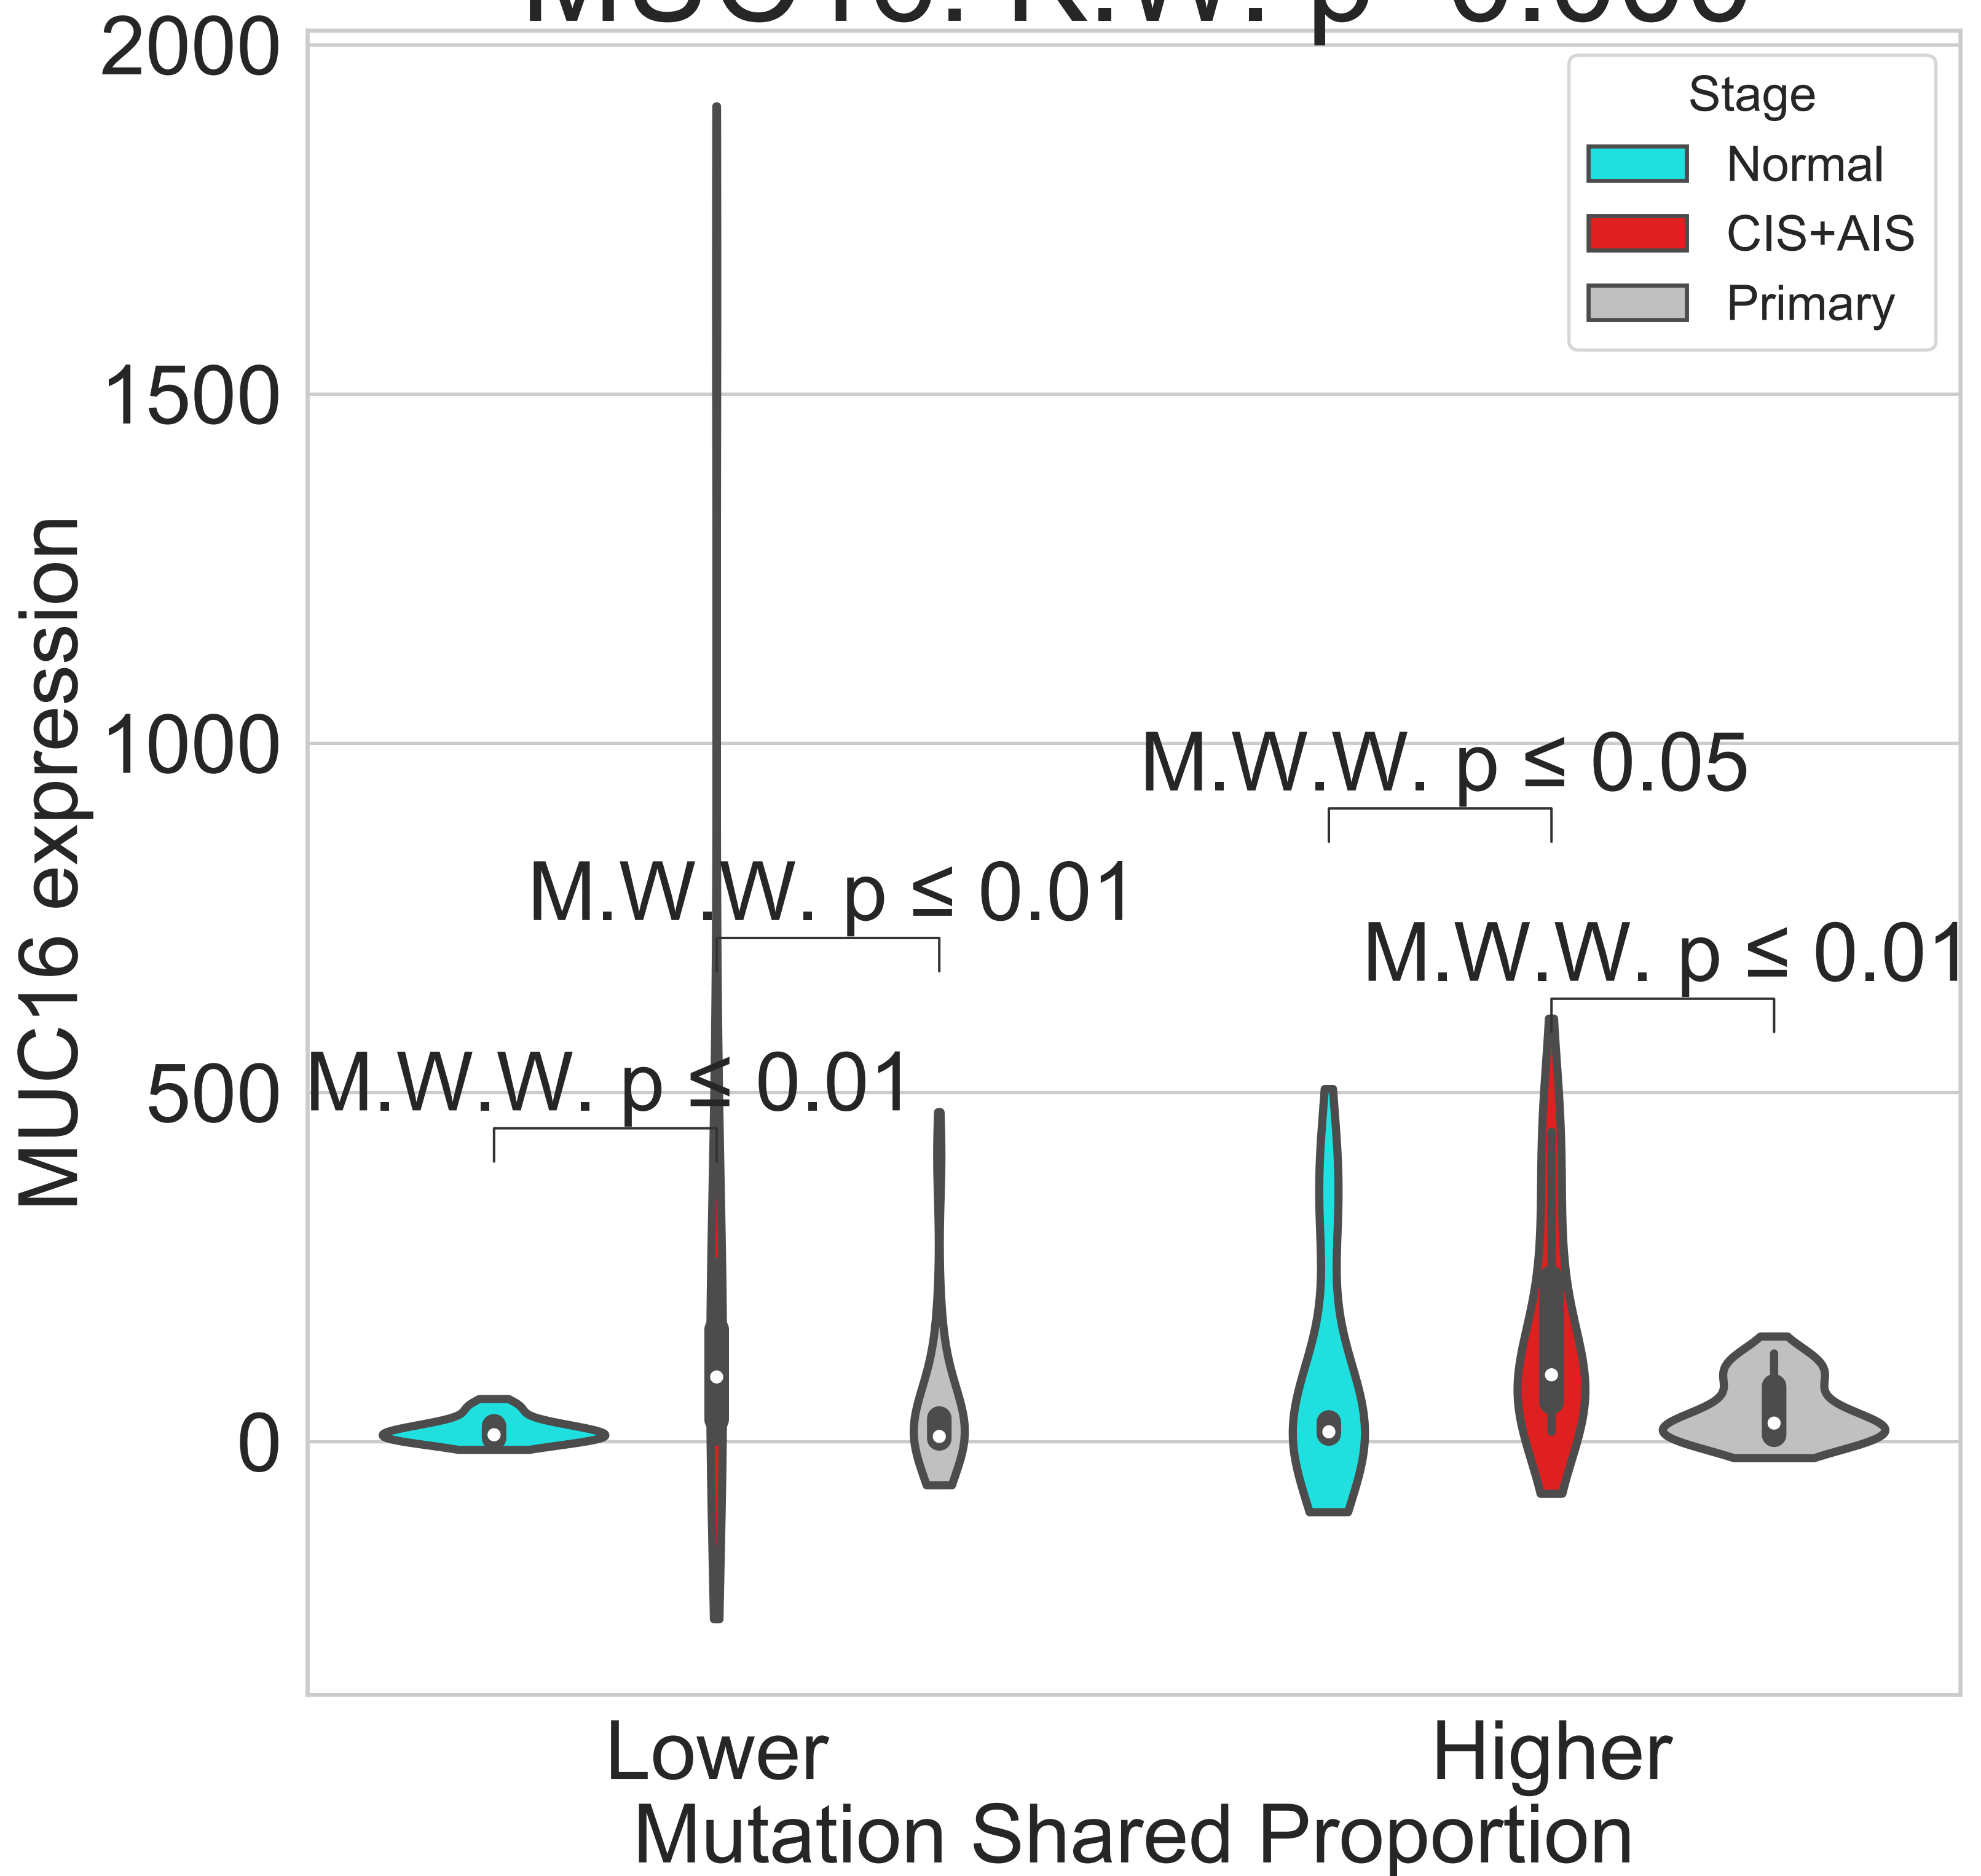 2000
1500
1000
500
0
MUC16 expression
Stage
Normal
CIS+AIS
Primary
M.W.W. p ≤ 0.05
M.W.W. p ≤ 0.01
M.W.W. p ≤ 0.01
M.W.W. p ≤ 0.01
Lower
Higher
Mutation Shared Proportion